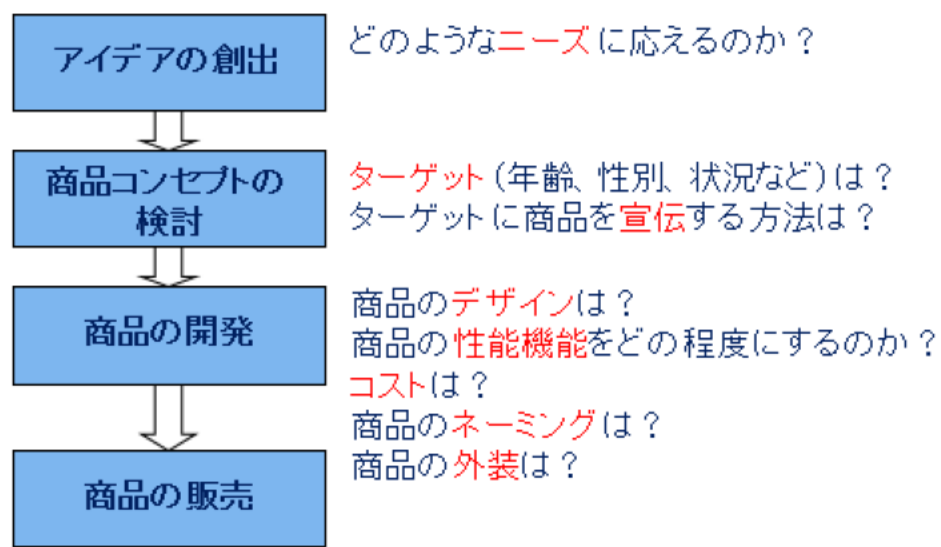 アイデアの創出
どのようなニーズに応えるのか？
商品コンセプトの
検討
ターゲット（年齢、性別、状況など）は？
ターゲットに商品を宣伝する方法は？
商品の開発
商品のデザインは？
商品の性能機能をどの程度にするのか？
コストは？
商品のネーミングは？
商品の外装は？
商品の販売